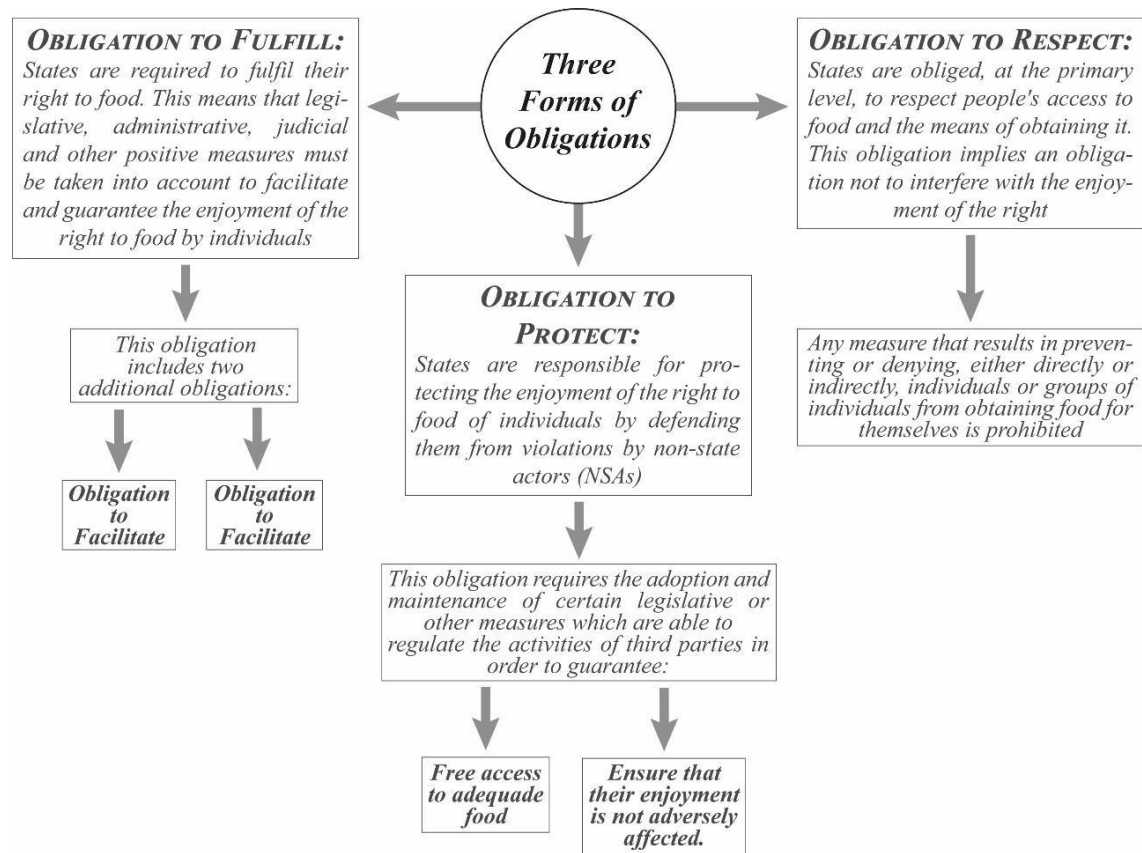 Three
Forms of
Obligations
OBLIGATION TO FULFILL:
States are required to fulfil their
right to food. This means that legi-
slative, administrative, judicial
and other positive measures must
be taken into account to facilitate
and guarantee the enjoyment of the
right to food by individuals
This obligation
includes two
additional obligations:
Obligation
to
Facilitate
Obligation
to
Facilitate
OBLIGATION TO
PROTECT:
States are responsible for pro-
tecting the enjoyment of the right to
food of individuals by defending
them from violations by non-state
actors (NSAs)
This obligation requires the adoption and
maintenance of certain legislative or
other measures which are able to
regulate the activities of third parties in
order to guarantee:
Free access
to adequade
food
Ensure that
their enjoyment
is not adversely
affected.
OBLIGATION TO RESPECT:
States are obliged, at the primary
level, to respect people's access to
food and the means of obtaining it.
This obligation implies an obliga-
tion not to interfere with the enjoy-
ment of the right
Any measure that results in preven-
ting or denying, either directly or
indirectly, individuals or groups of
individuals from obtaining food for
themselves is prohibited